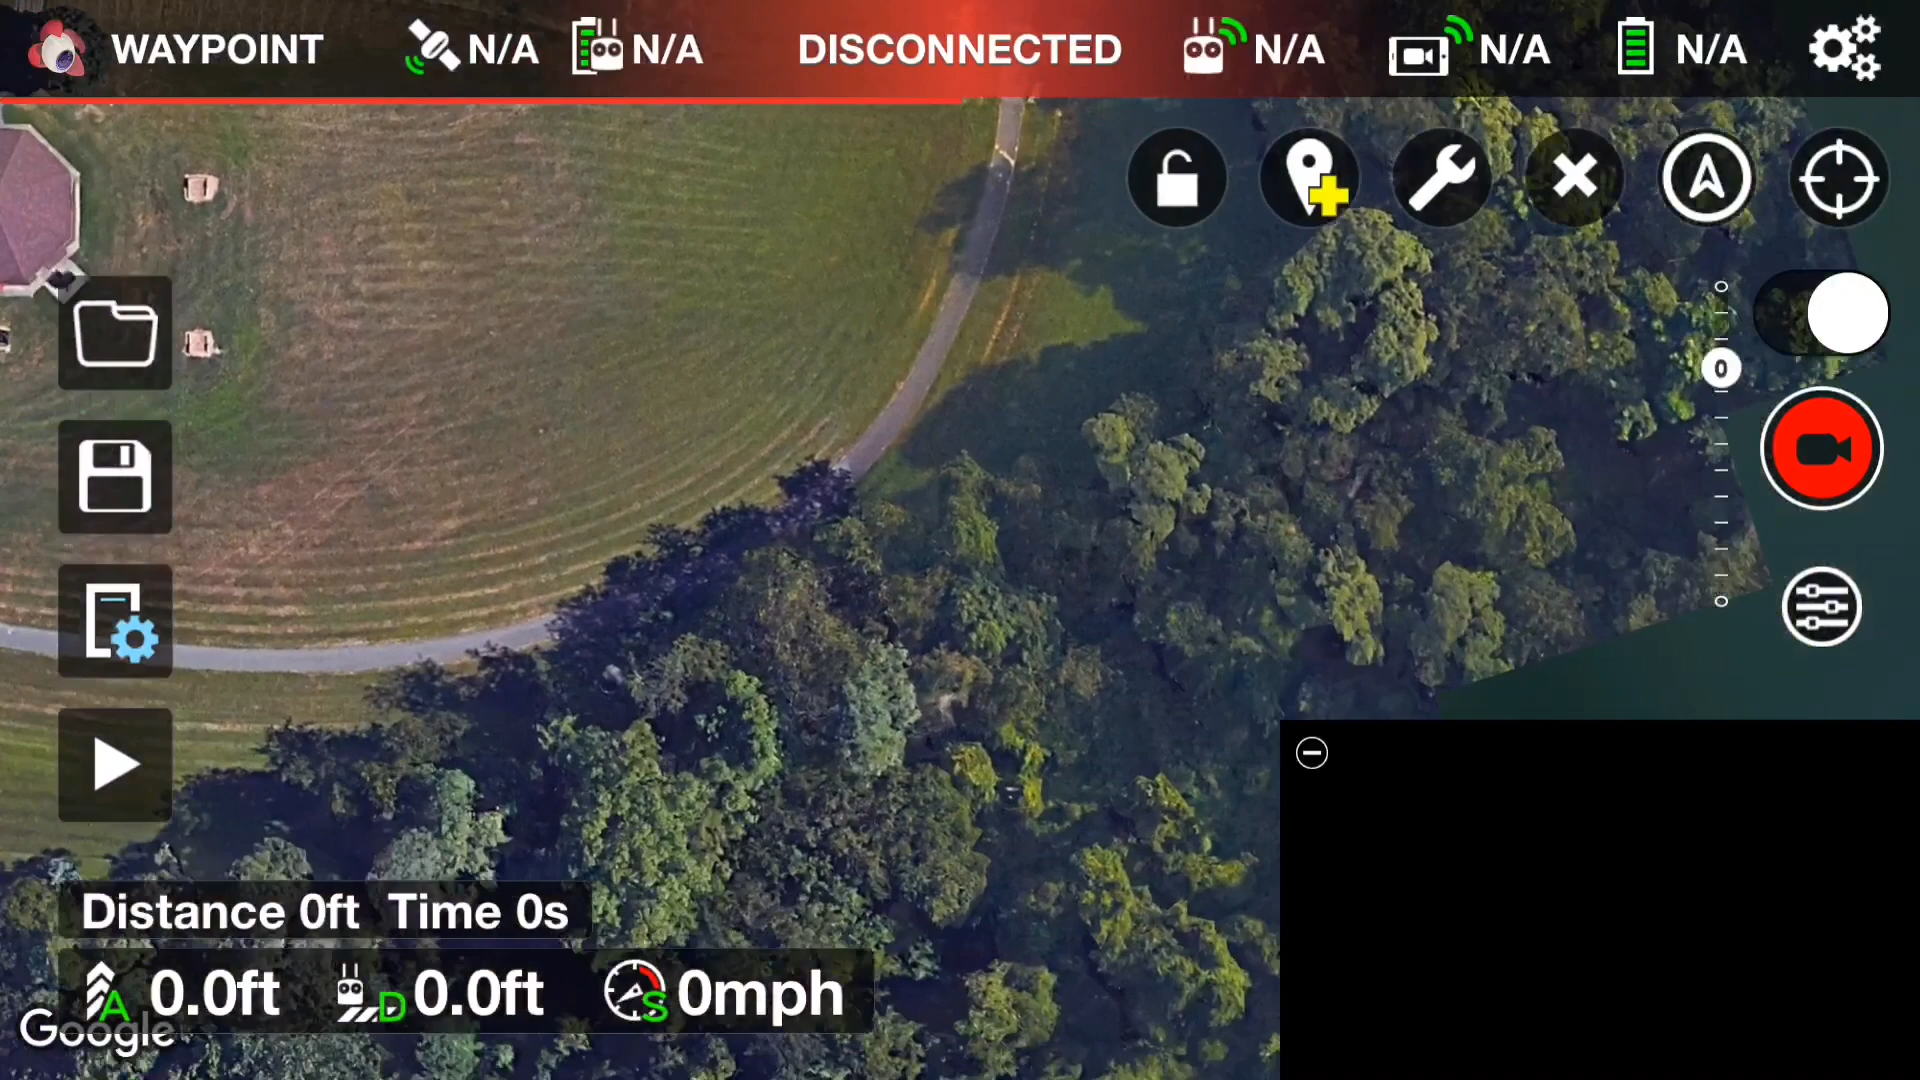 WAYPOINT N/A N/A DISCONNECTED N/A N/A N/A
0
Distance 0ft Time 0s
A 0.0ft D 0.0ft S 0mph
Google